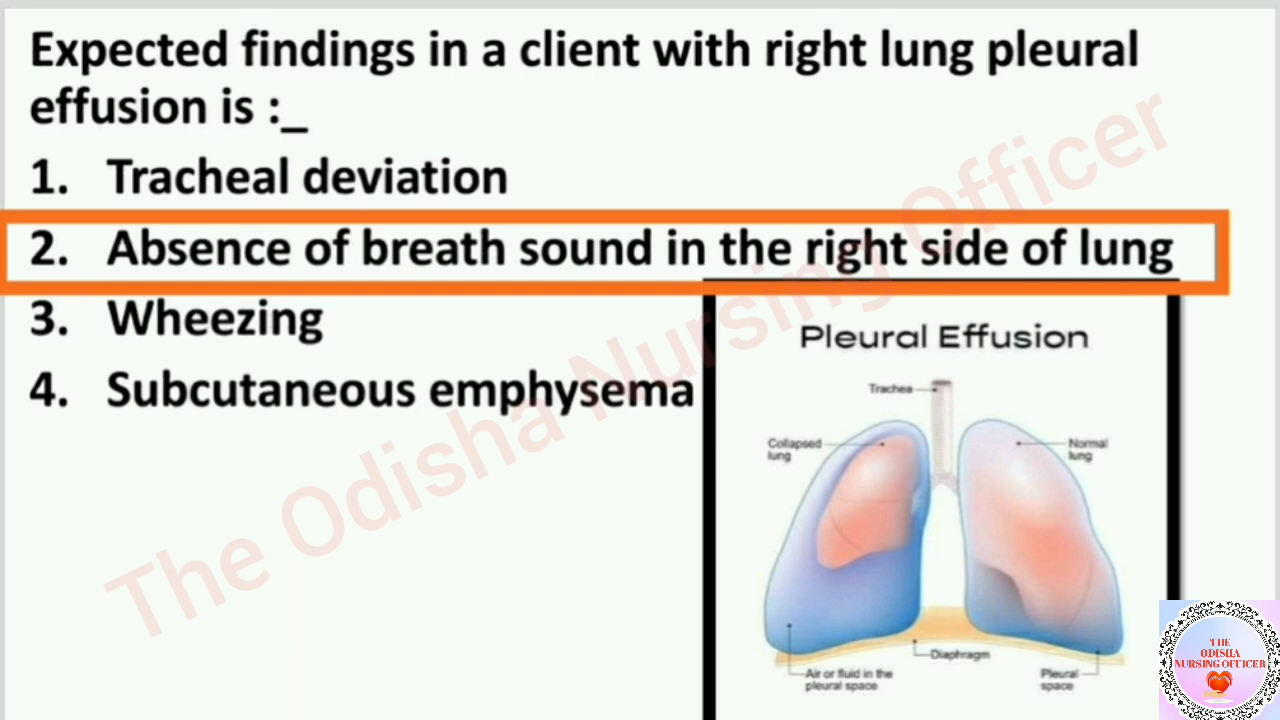 Expected findings in a client with right lung pleural
effusion is :_
1. Tracheal deviation
2. Absence of breath sound in the right side of lung
3. Wheezing
4. Subcutaneous emphysema
The Odisha Nursing Officer
Pleural Effusion
Trachea
Collapsed
lung
Normal
lung
Diaphragm
Air or fluid in the
pleural space
Pleural
space
THE
ODISHA
NURSING OFFICER